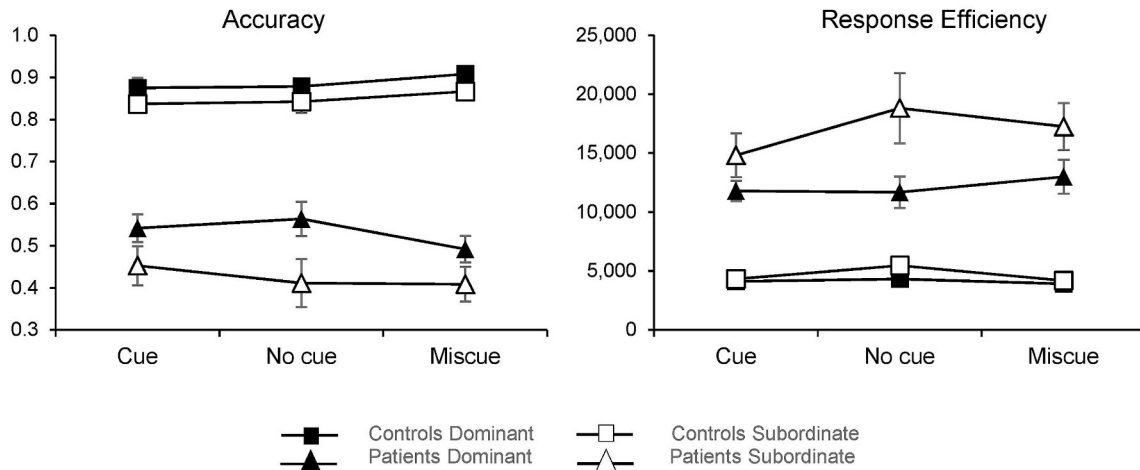 Accuracy
1.0
0.9
0.8
0.7
0.6
0.5
0.4
0.3
Cue No cue Miscue
Response Efficiency
25,000
20,000
15,000
10,000
5,000
0
Cue No cue Miscue
Controls Dominant Controls Subordinate
Patients Dominant Patients Subordinate